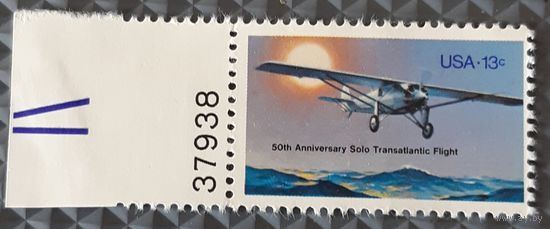 37938
USA·13c
50th Anniversary Solo Transatlantic Flight